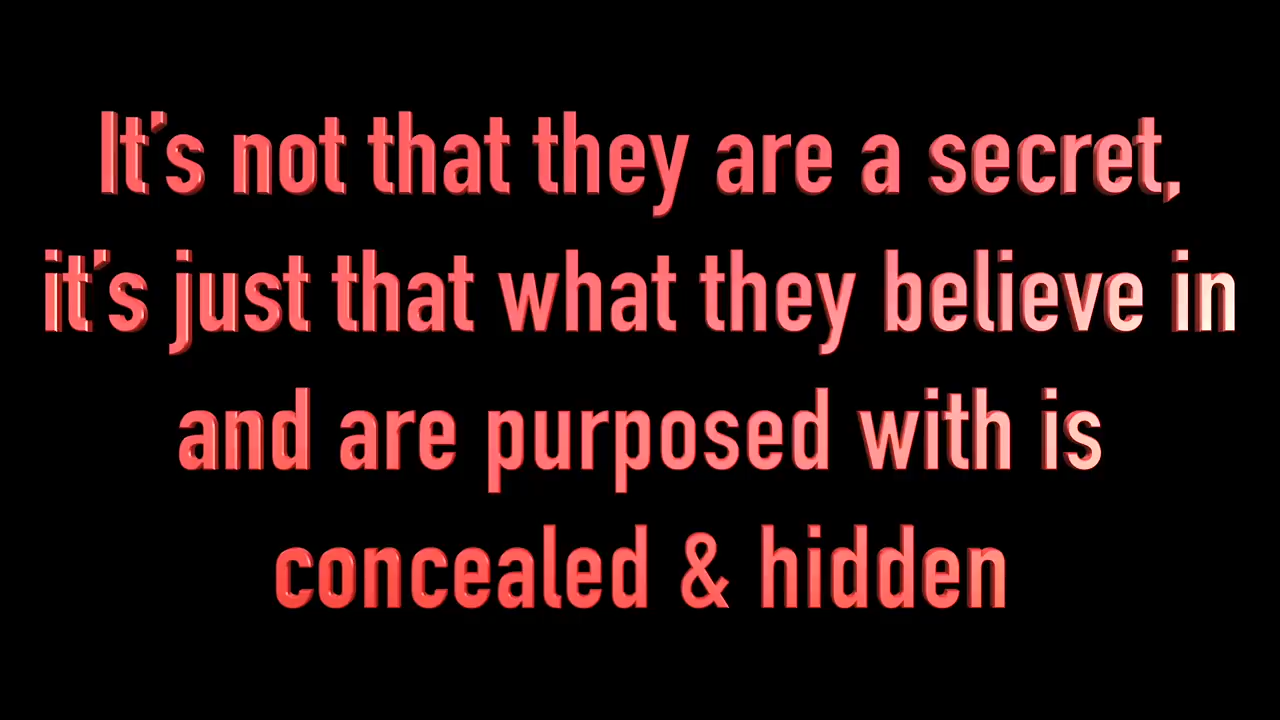 It's not that they are a secret,
it's just that what they believe in
and are purposed with is
concealed & hidden